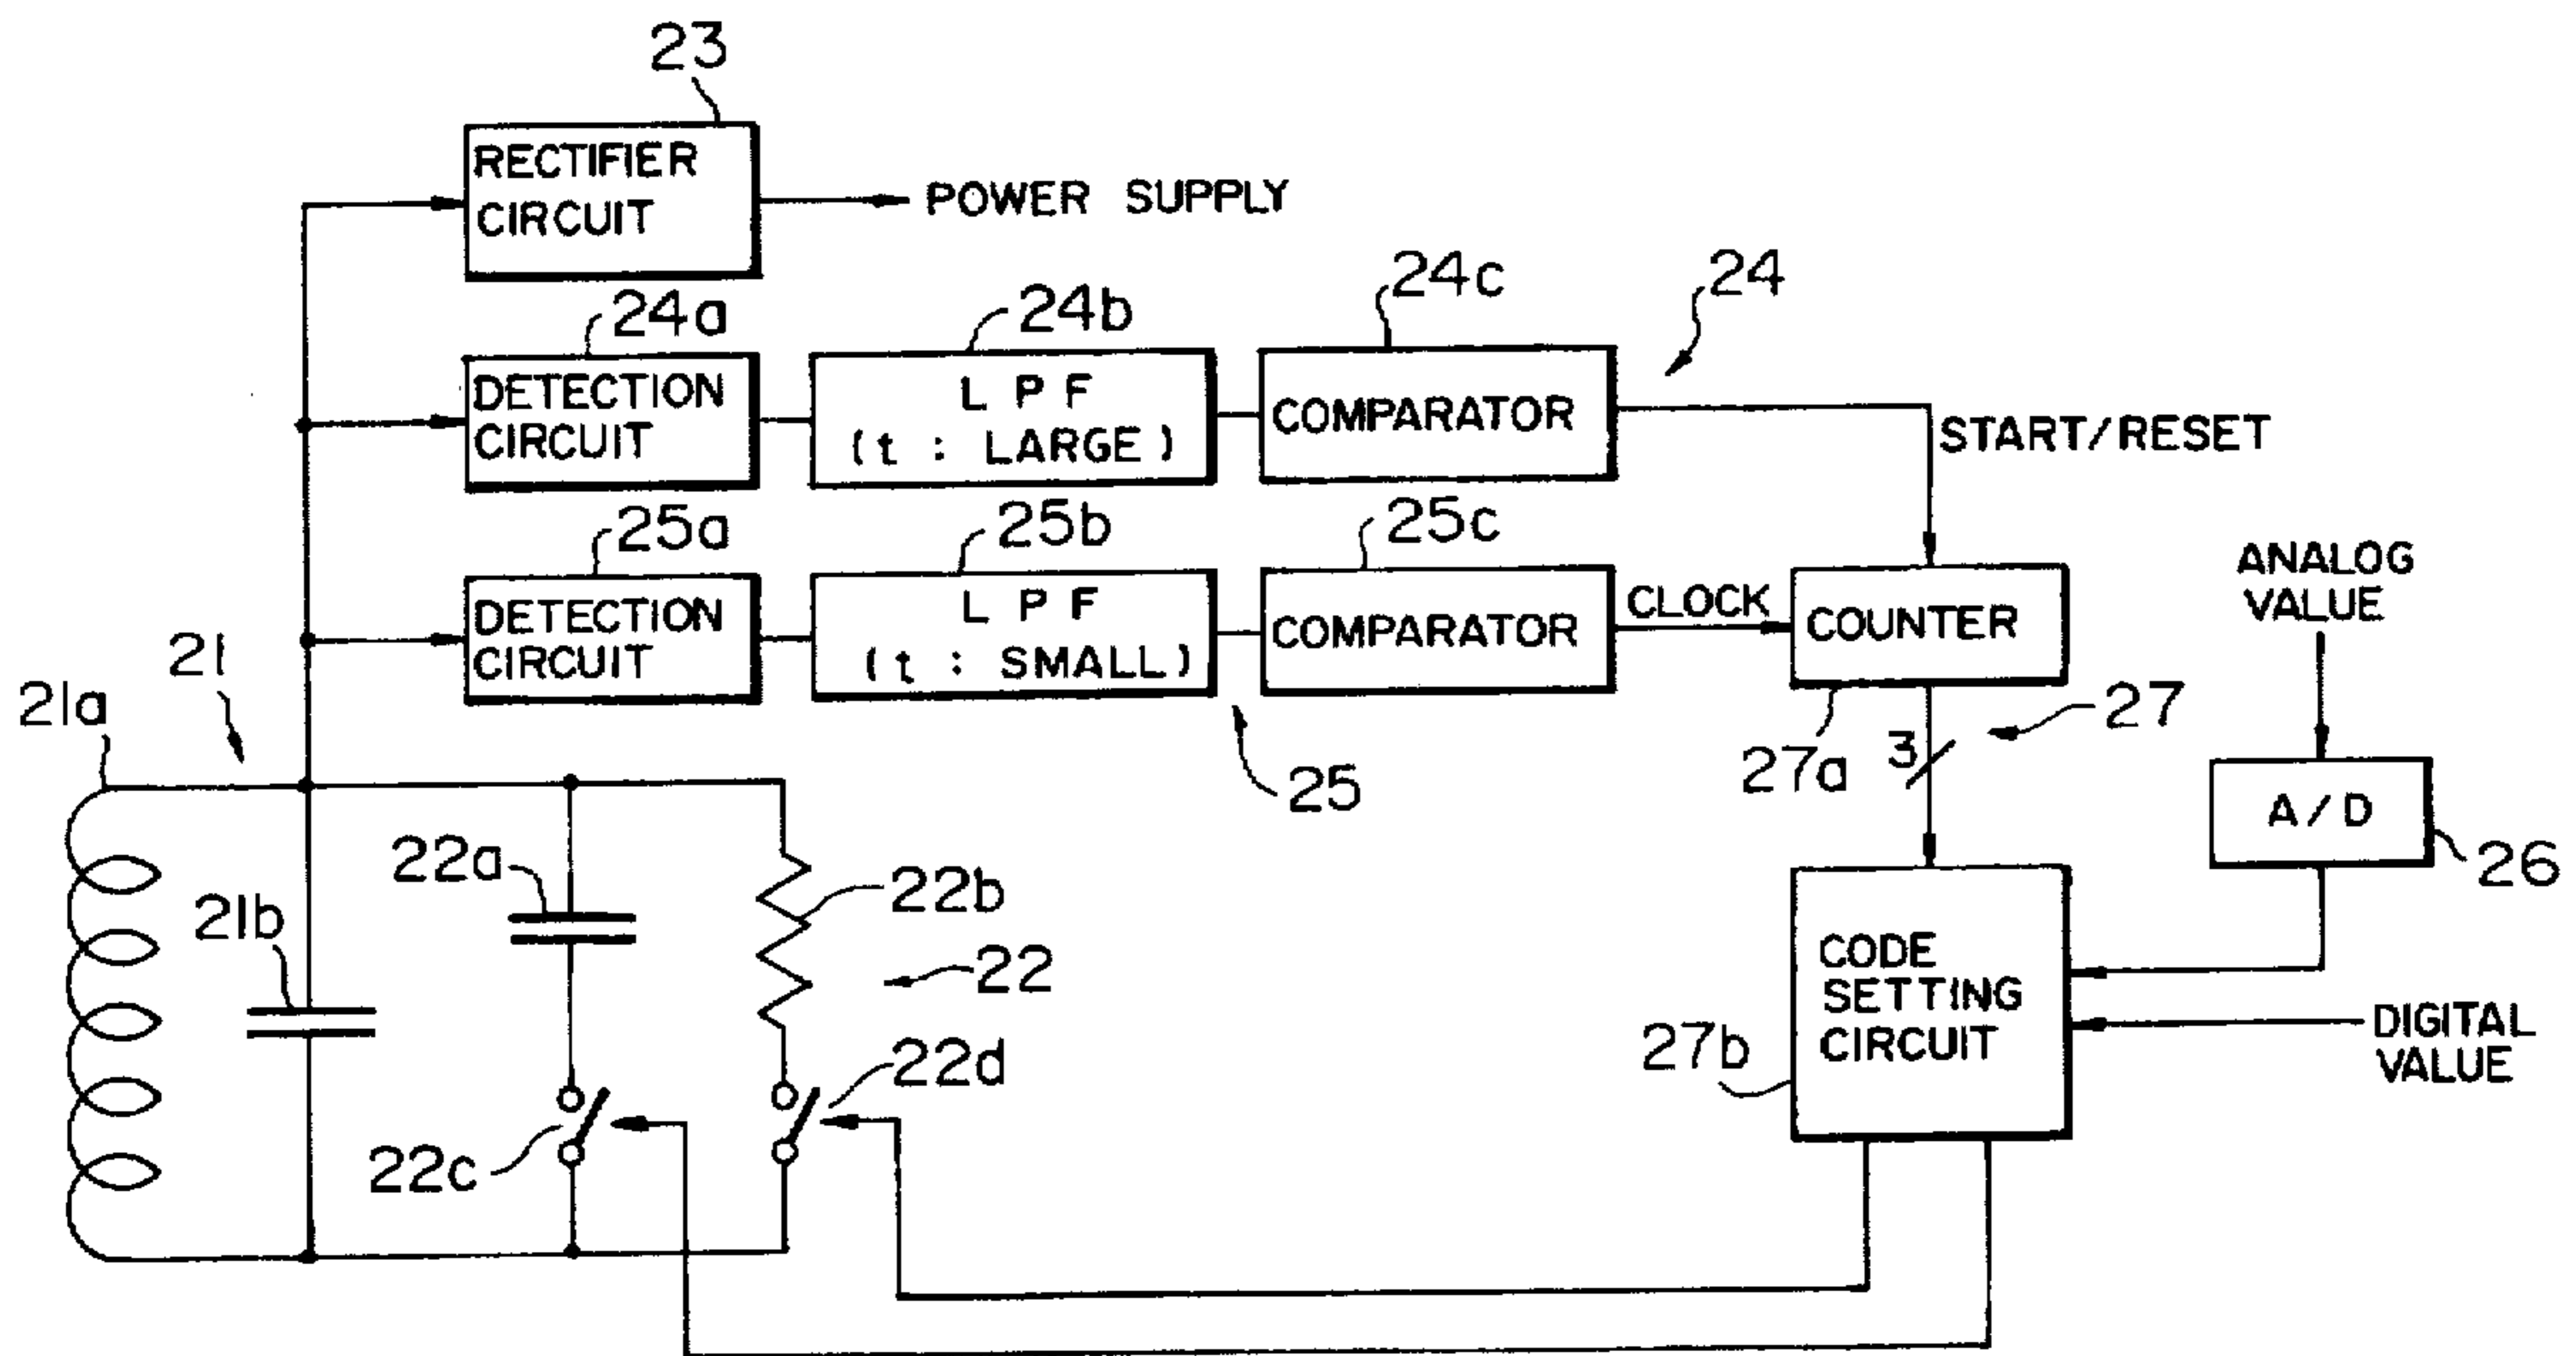 23
RECTIFIER
CIRCUIT
POWER SUPPLY
24a
24b
24c
24
DETECTION
CIRCUIT
L P F
(t : LARGE)
COMPARATOR
START/RESET
25a
25b
25c
DETECTION
CIRCUIT
L P F
(t : SMALL)
COMPARATOR
CLOCK
COUNTER
ANALOG
VALUE
21
21a
25
27a
3
27
A/D
26
22a
22b
21b
22
CODE
SETTING
CIRCUIT
27b
DIGITAL
VALUE
22c
22d